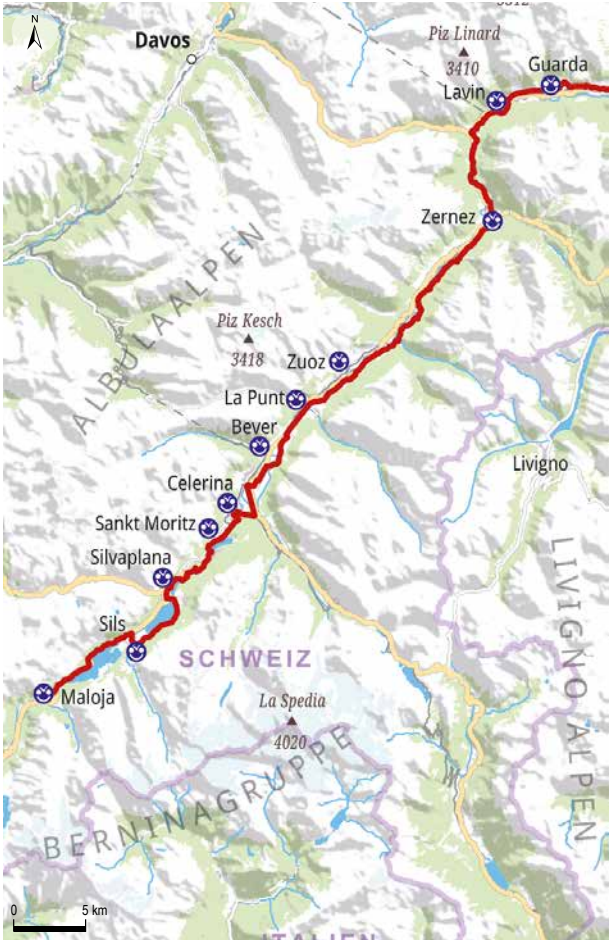 N
Davos
Piz Linard
3410
Guarda
Lavin
Zernez
ALBULAALPEN
Piz Kesch
3418
Zuoz
La Punt
Bever
Celerina
Livigno
Sankt Moritz
Silvaplana
Sils
SCHWEIZ
LIVIGNO ALPEN
Maloja
La Spedia
4020
BERNINAGRUPPE
0 5 km
ITALIEN